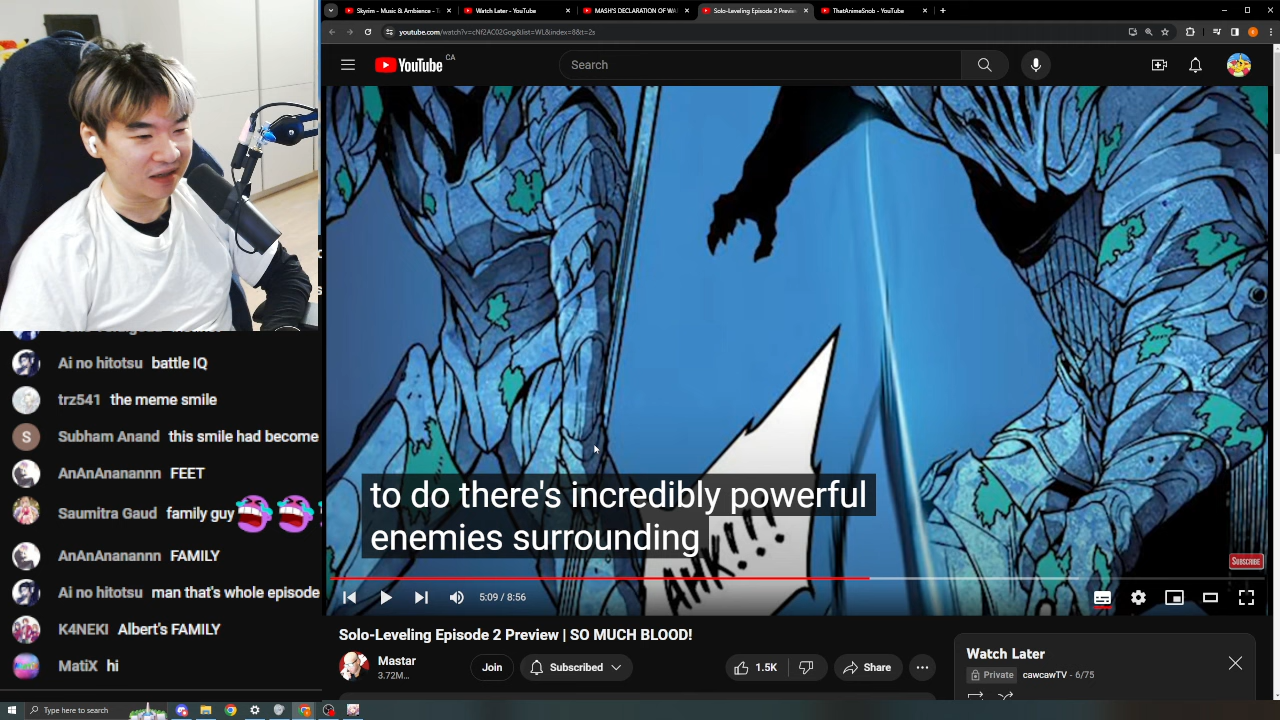 Skyrim - Music & Ambience - T
Watch Later - YouTube
MASH'S DECLARATION OF WA
Solo-Leveling Episode 2 Previe
ThatAnimeSnob - YouTube
youtube.com/watch?v=cNf2AC02Gog&list=WL&index=8&t=2s
YouTube CA
Search
Ai no hitotsu battle IQ
trz541 the meme smile
S Subham Anand this smile had become
AnAnAnanannn FEET
Saumitra Gaud family guy
AnAnAnanannn FAMILY
Ai no hitotsu man that's whole episode
K4NEKI Albert's FAMILY
MatiX hi
to do there's incredibly powerful
enemies surrounding
AHK!!!
SUBSCRIBE
5:09 / 8:56
Solo-Leveling Episode 2 Preview | SO MUCH BLOOD!
Mastar
3.72M...
Join
Subscribed
1.5K
Share
Watch Later
Private cawcawTV - 6/75
Type here to search